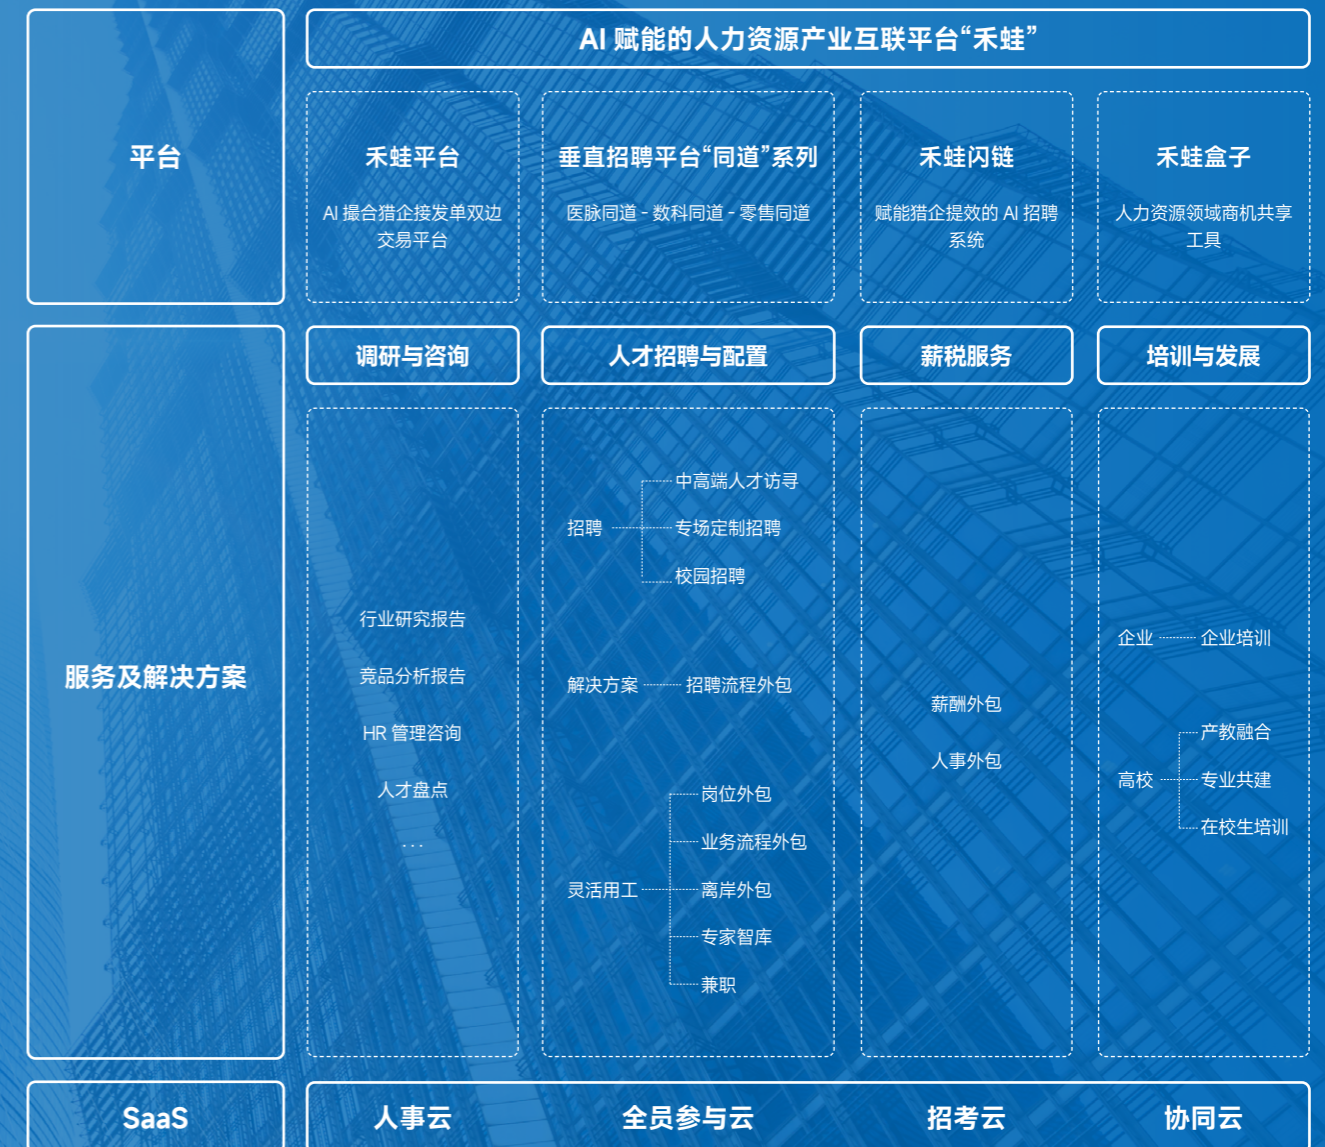 AI 赋能的人力资源产业互联平台“禾蛙”
平台
禾蛙平台
AI 撮合猎企接发单双边
交易平台
垂直招聘平台“同道”系列
医脉同道 - 数科同道 - 零售同道
禾蛙闪链
赋能猎企提效的 AI 招聘
系统
禾蛙盒子
人力资源领域商机共享
工具
服务及解决方案
调研与咨询
行业研究报告
竞品分析报告
HR 管理咨询
人才盘点
...
人才招聘与配置
招聘
中高端人才访寻
专场定制招聘
校园招聘
解决方案
招聘流程外包
灵活用工
岗位外包
业务流程外包
离岸外包
专家智库
兼职
薪税服务
薪酬外包
人事外包
培训与发展
企业
企业培训
高校
产教融合
专业共建
在校生培训
SaaS
人事云
全员参与云
招考云
协同云